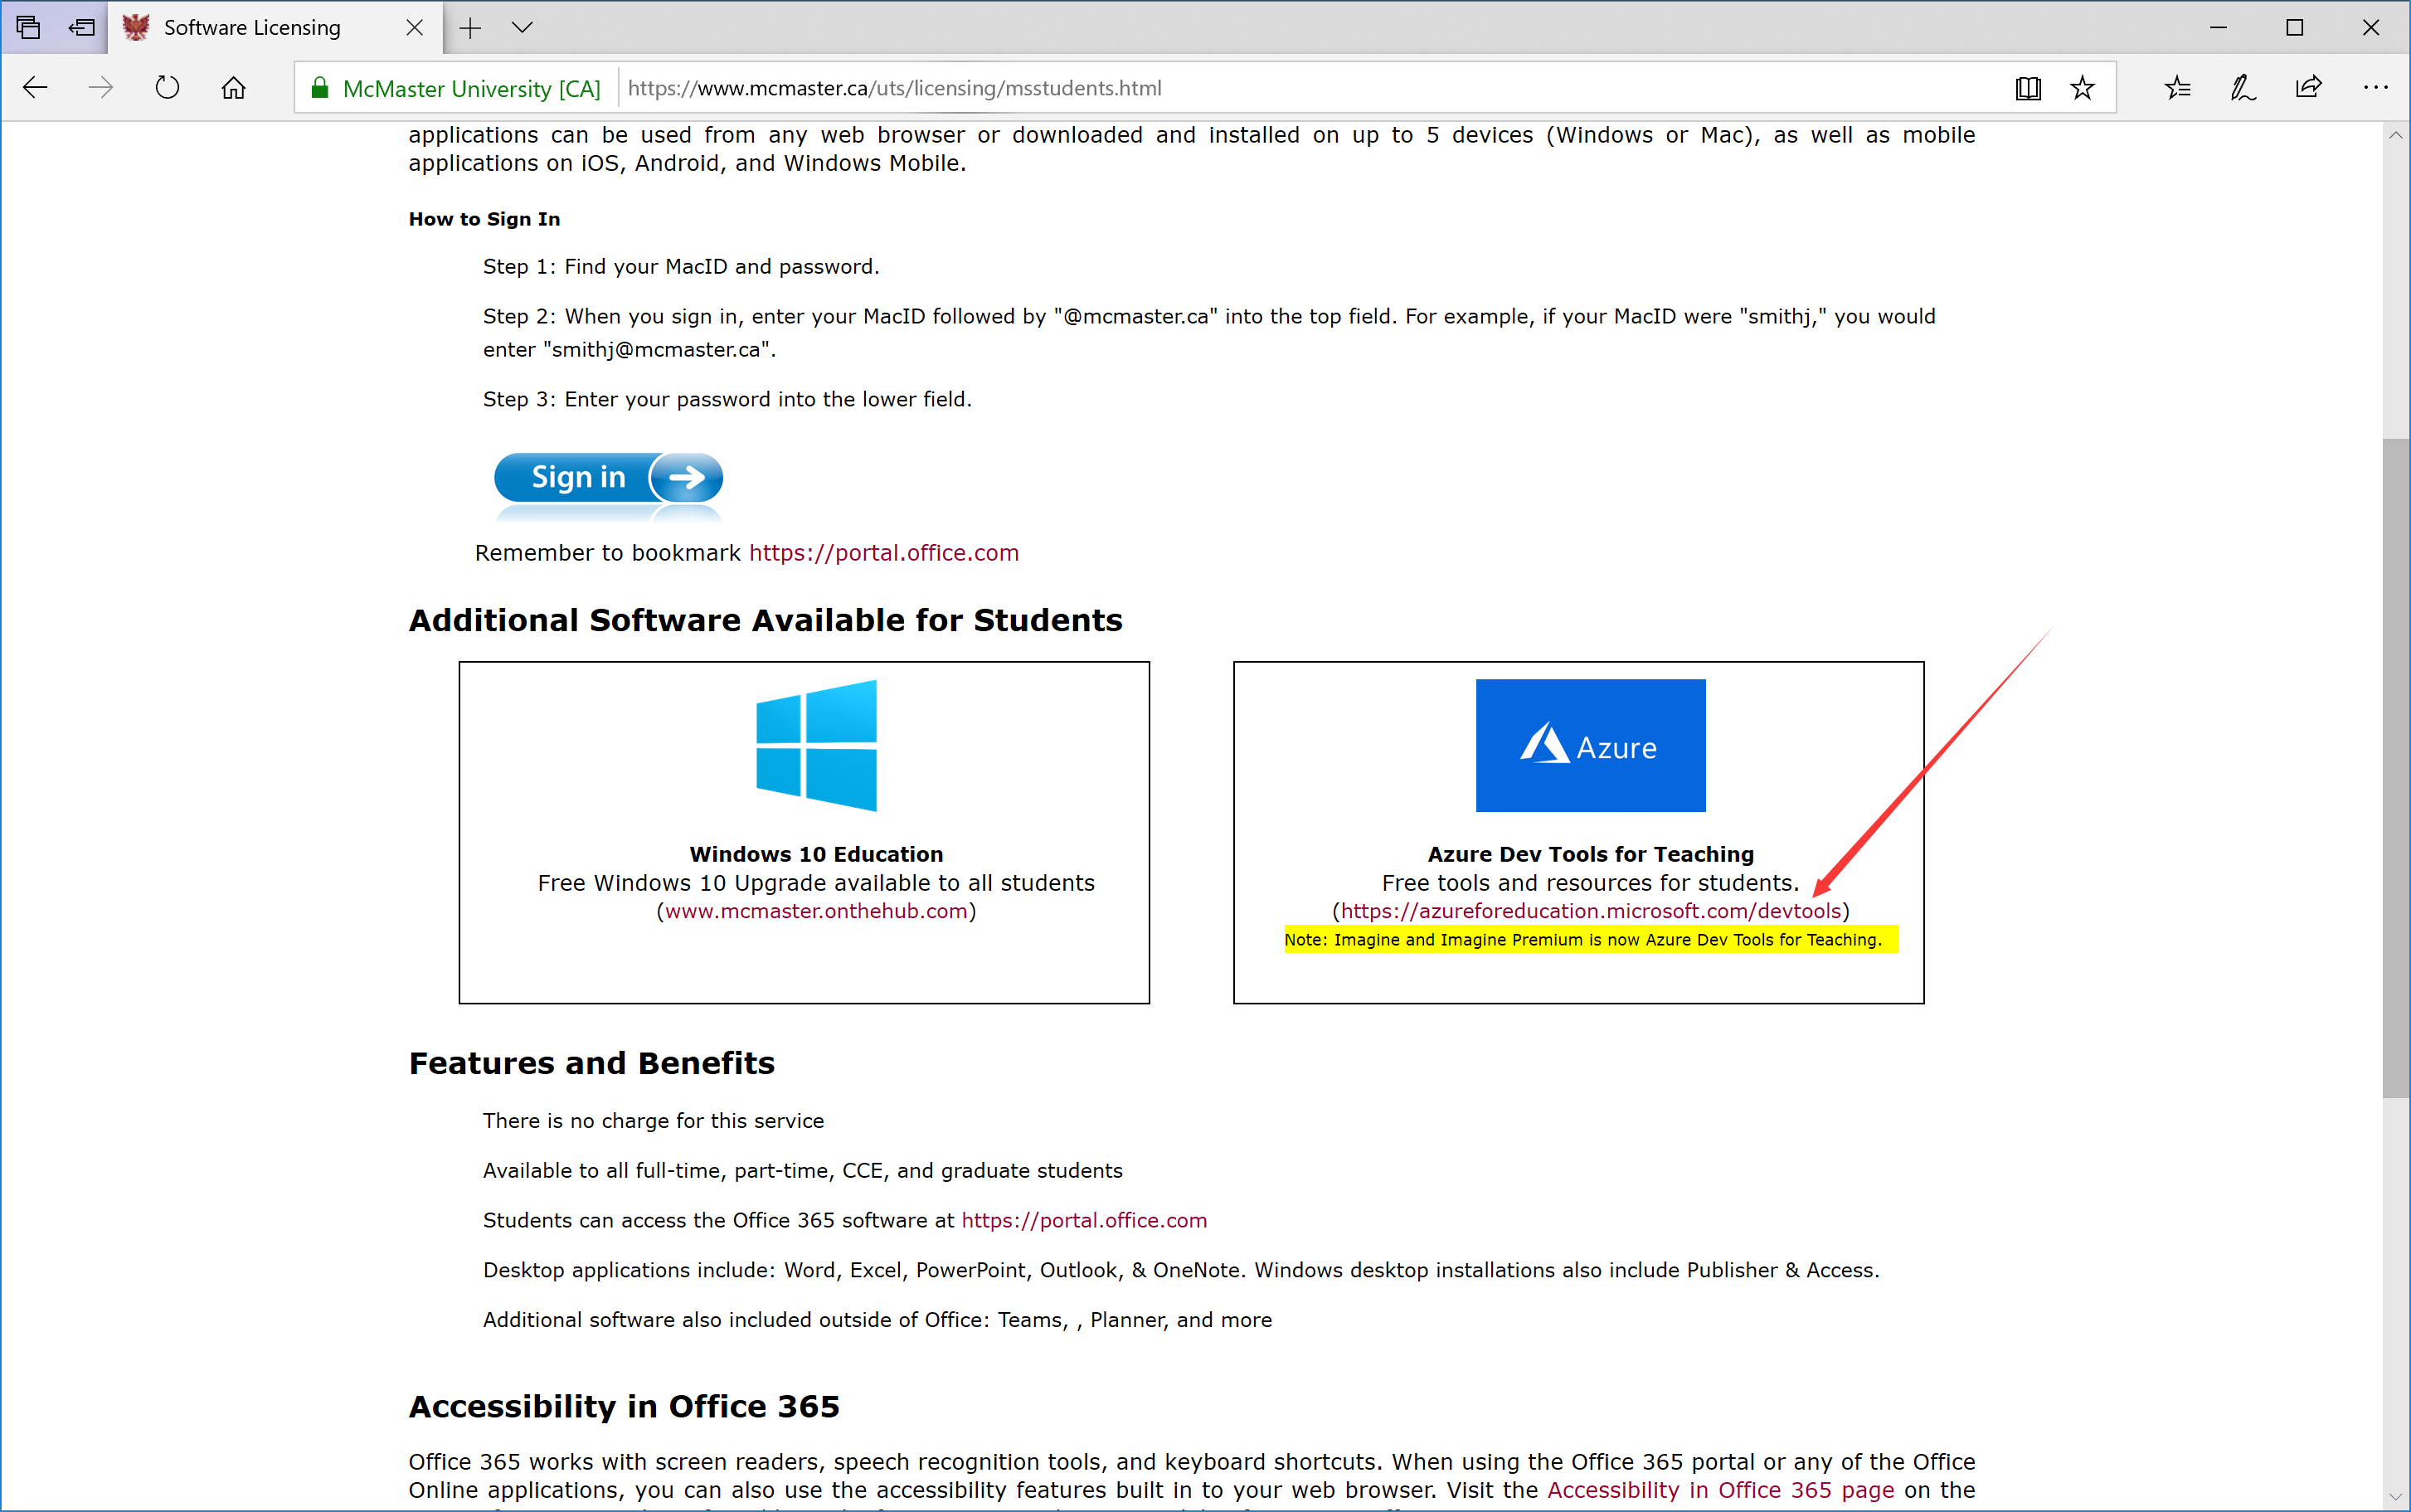 Software Licensing
McMaster University [CA]
https://www.mcmaster.ca/uts/licensing/msstudents.html
applications can be used from any web browser or downloaded and installed on up to 5 devices (Windows or Mac), as well as mobile
applications on iOS, Android, and Windows Mobile.
How to Sign In
Step 1: Find your MacID and password.
Step 2: When you sign in, enter your MacID followed by "@mcmaster.ca" into the top field. For example, if your MacID were "smithj," you would
enter "smithj@mcmaster.ca".
Step 3: Enter your password into the lower field.
Sign in
Remember to bookmark https://portal.office.com
Additional Software Available for Students
Windows 10 Education
Free Windows 10 Upgrade available to all students
(www.mcmaster.onthehub.com)
Azure
Azure Dev Tools for Teaching
Free tools and resources for students.
(https://azureforeducation.microsoft.com/devtools)
Note: Imagine and Imagine Premium is now Azure Dev Tools for Teaching.
Features and Benefits
There is no charge for this service
Available to all full-time, part-time, CCE, and graduate students
Students can access the Office 365 software at https://portal.office.com
Desktop applications include: Word, Excel, PowerPoint, Outlook, & OneNote. Windows desktop installations also include Publisher & Access.
Additional software also included outside of Office: Teams, , Planner, and more
Accessibility in Office 365
Office 365 works with screen readers, speech recognition tools, and keyboard shortcuts. When using the Office 365 portal or any of the Office
Online applications, you can also use the accessibility features built in to your web browser. Visit the Accessibility in Office 365 page on the